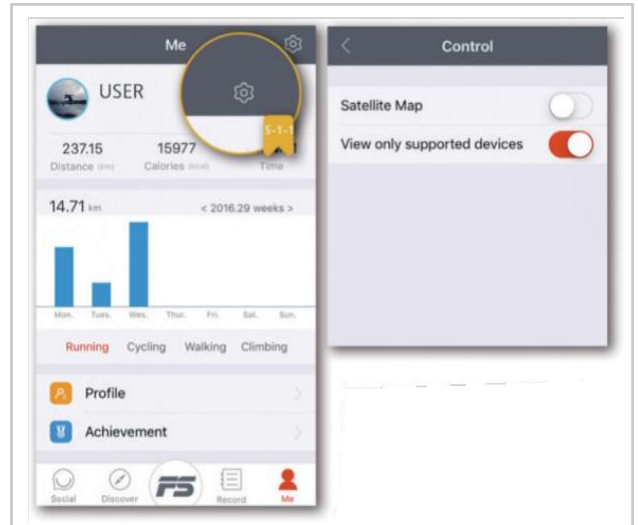 Me
USER
5-1-1
237.15 15977
Distance (km) Calories (kcal) Time
14.71 km < 2016.29 weeks >
Mon. Tues. Wes. Thur. Fri. Sat. Sun.
Running Cycling Walking Climbing
Profile
Achievement
FS
Social Discover Record Me
Control
Satellite Map
View only supported devices